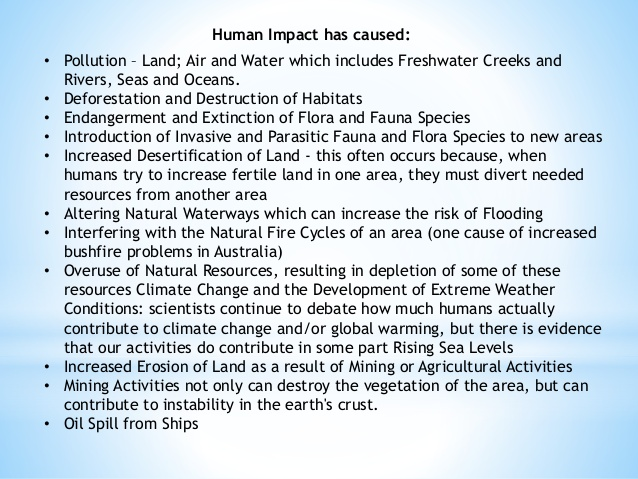 Human Impact has caused:
• Pollution – Land; Air and Water which includes Freshwater Creeks and
Rivers, Seas and Oceans.
• Deforestation and Destruction of Habitats
• Endangerment and Extinction of Flora and Fauna Species
• Introduction of Invasive and Parasitic Fauna and Flora Species to new areas
• Increased Desertification of Land - this often occurs because, when
humans try to increase fertile land in one area, they must divert needed
resources from another area
• Altering Natural Waterways which can increase the risk of Flooding
• Interfering with the Natural Fire Cycles of an area (one cause of increased
bushfire problems in Australia)
• Overuse of Natural Resources, resulting in depletion of some of these
resources Climate Change and the Development of Extreme Weather
Conditions: scientists continue to debate how much humans actually
contribute to climate change and/or global warming, but there is evidence
that our activities do contribute in some part Rising Sea Levels
• Increased Erosion of Land as a result of Mining or Agricultural Activities
• Mining Activities not only can destroy the vegetation of the area, but can
contribute to instability in the earth's crust.
• Oil Spill from Ships